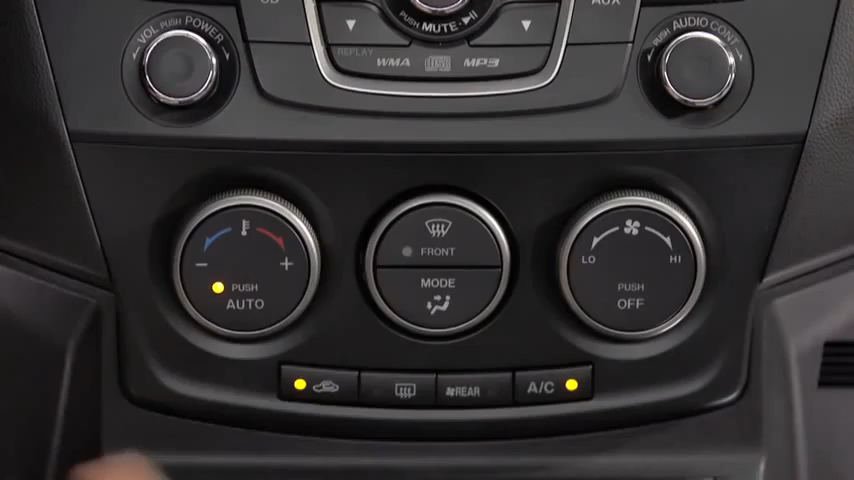 CD
AUX
VOL PUSH POWER
PUSH MUTE
PUSH AUDIO CONT
REPLAY
WMA
MP3
- +
PUSH
AUTO
FRONT
MODE
LO HI
PUSH
OFF
REAR
A/C